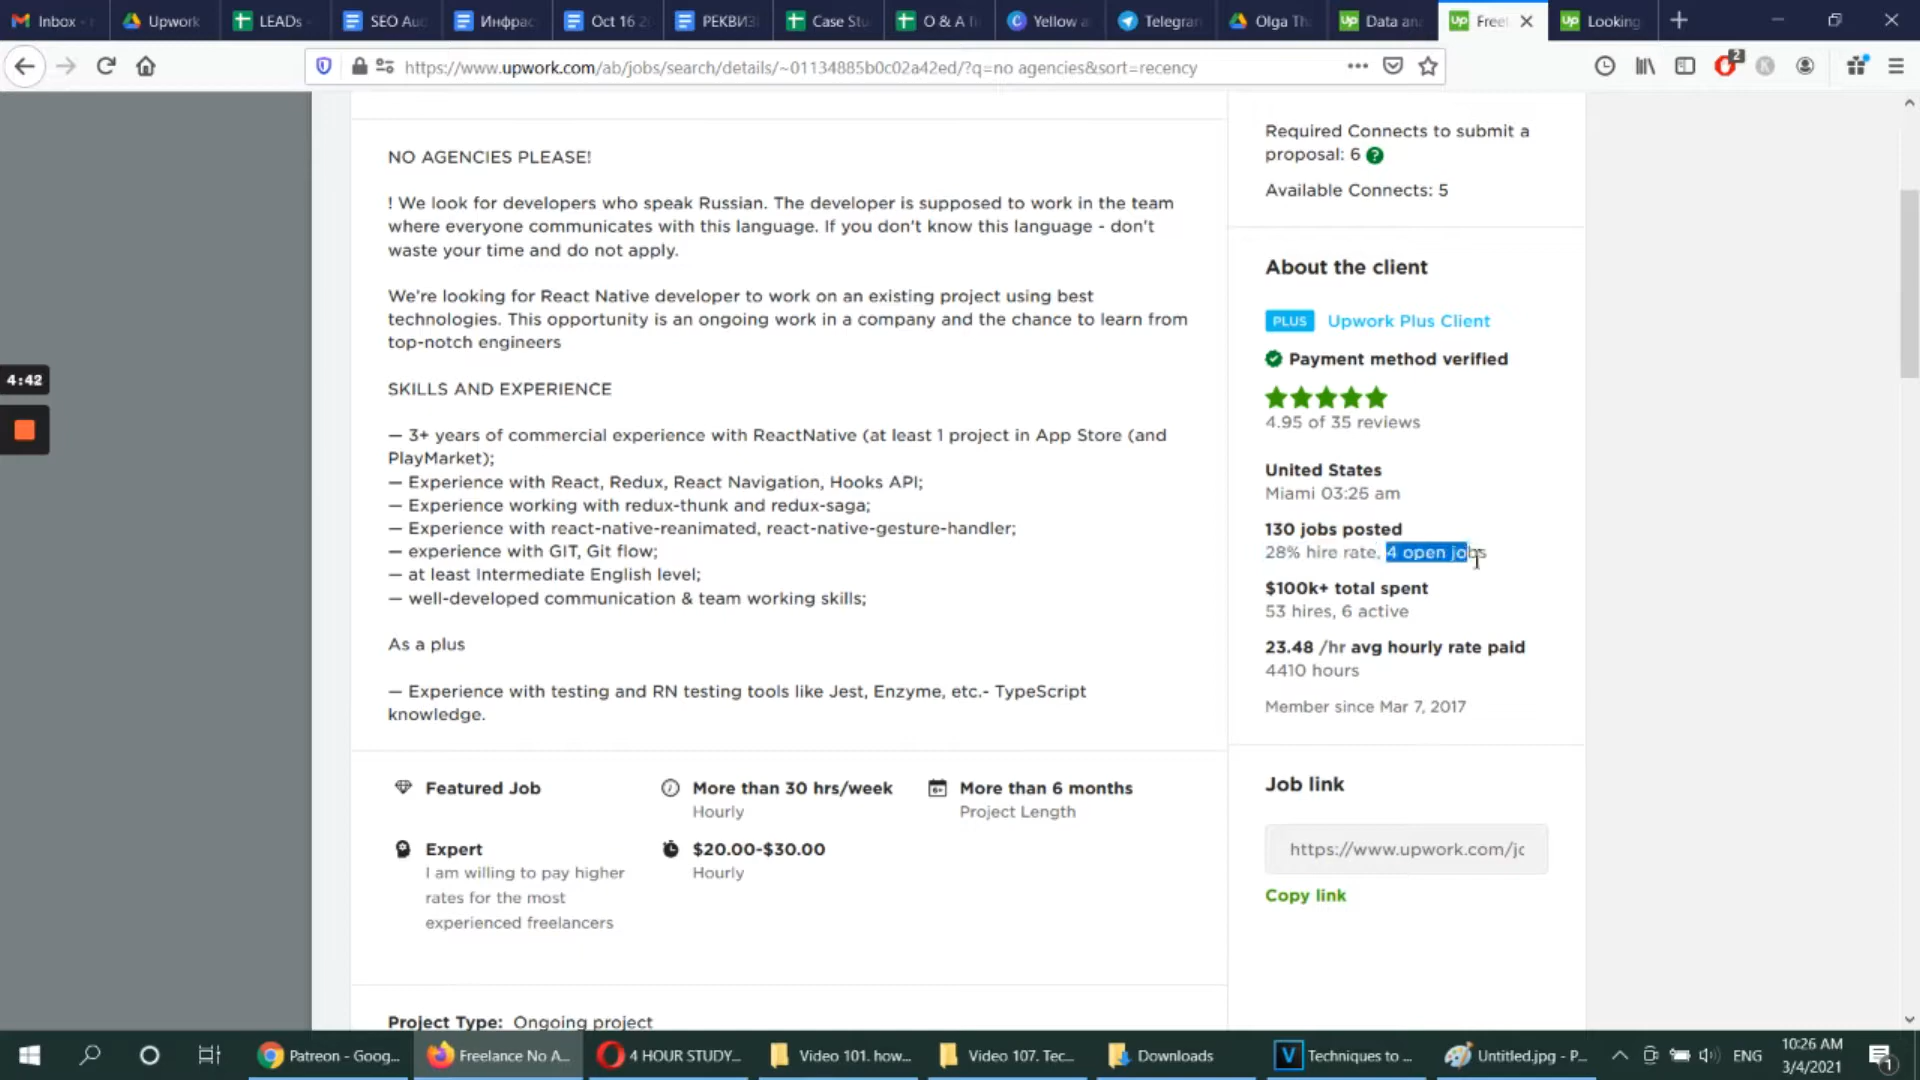 Inbox
Upwork
LEADs
SEO Au
Инфрас
Oct 16 2
РЕКВИЗ
Case Stu
O & A f
Yellow a
Telegram
Olga Th
Data an
Freel
Looking
https://www.upwork.com/ab/jobs/search/details/~01134885b0c02a42ed/?q=no agencies&sort=recency
2
4:42
NO AGENCIES PLEASE!
! We look for developers who speak Russian. The developer is supposed to work in the team
where everyone communicates with this language. If you don't know this language - don't
waste your time and do not apply.
We're looking for React Native developer to work on an existing project using best
technologies. This opportunity is an ongoing work in a company and the chance to learn from
top-notch engineers
SKILLS AND EXPERIENCE
— 3+ years of commercial experience with ReactNative (at least 1 project in App Store (and
PlayMarket);
— Experience with React, Redux, React Navigation, Hooks API;
— Experience working with redux-thunk and redux-saga;
— Experience with react-native-reanimated, react-native-gesture-handler;
— experience with GIT, Git flow;
— at least Intermediate English level;
— well-developed communication & team working skills;
As a plus
— Experience with testing and RN testing tools like Jest, Enzyme, etc.- TypeScript
knowledge.
Featured Job
More than 30 hrs/week
Hourly
More than 6 months
Project Length
Expert
I am willing to pay higher
rates for the most
experienced freelancers
$20.00-$30.00
Hourly
Project Type: Ongoing project
Required Connects to submit a
proposal: 6
Available Connects: 5
About the client
PLUS Upwork Plus Client
Payment method verified
4.95 of 35 reviews
United States
Miami 03:25 am
130 jobs posted
28% hire rate, 4 open jobs
$100k+ total spent
53 hires, 6 active
23.48 /hr avg hourly rate paid
4410 hours
Member since Mar 7, 2017
Job link
https://www.upwork.com/jc
Copy link
Patreon - Goog...
Freelance No A...
4 HOUR STUDY...
Video 101. how...
Video 107. Tec...
Downloads
Techniques to ...
Untitled.jpg - P...
ENG
10:26 AM
3/4/2021
1